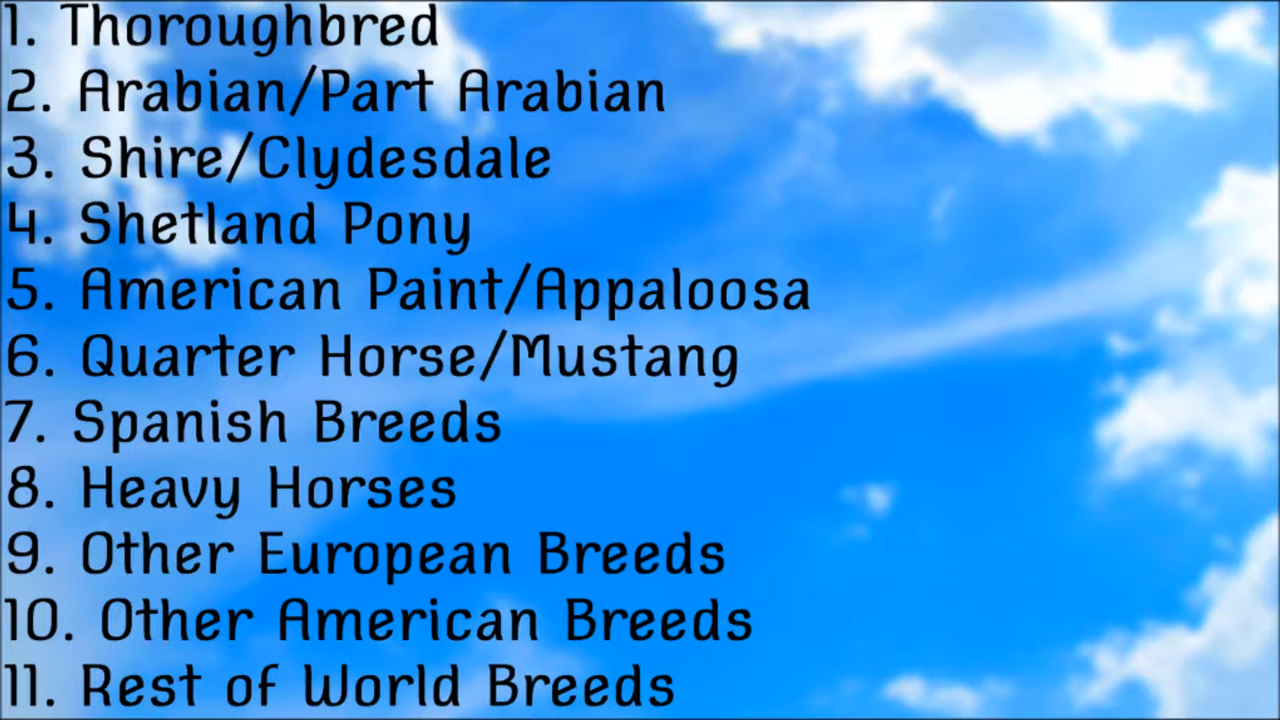 1. Thoroughbred
2. Arabian/Part Arabian
3. Shire/Clydesdale
4. Shetland Pony
5. American Paint/Appaloosa
6. Quarter Horse/Mustang
7. Spanish Breeds
8. Heavy Horses
9. Other European Breeds
10. Other American Breeds
11. Rest of World Breeds